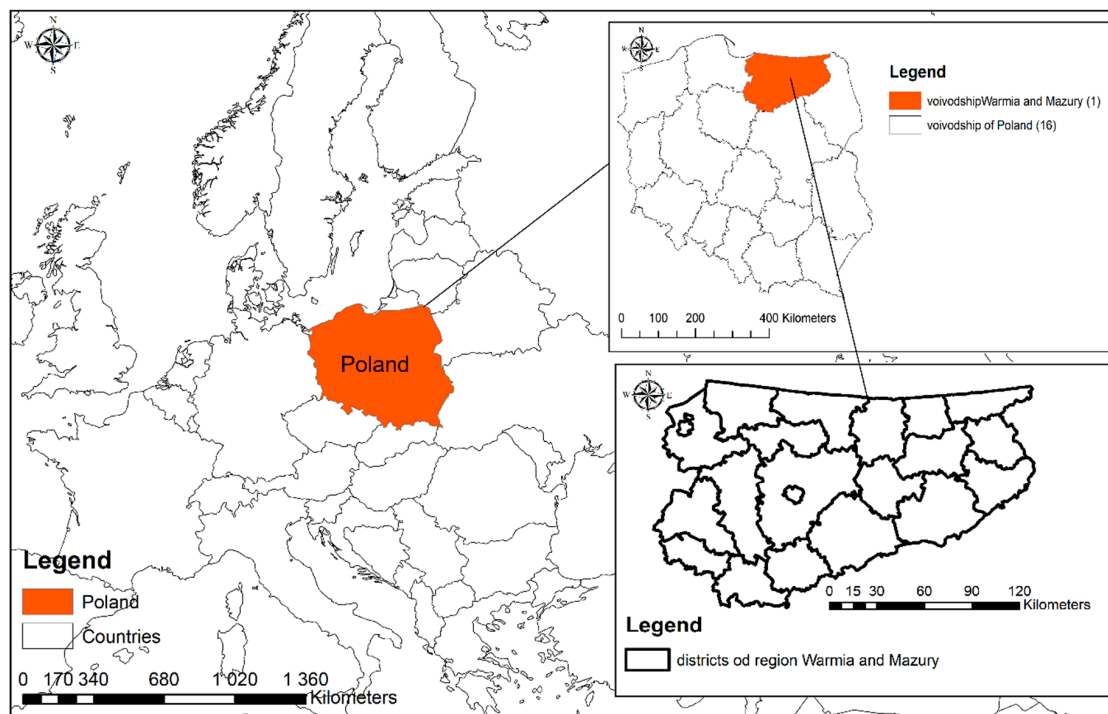 N
W E
S
Poland
Legend
Poland
Countries
0 170 340 680 1 020 1 360
Kilometers
N
W E
S
Legend
voivodshipWarmia and Mazury (1)
voivodship of Poland (16)
0 100 200 400 Kilometers
N
W E
S
0 15 30 60 90 120
Kilometers
Legend
districts od region Warmia and Mazury